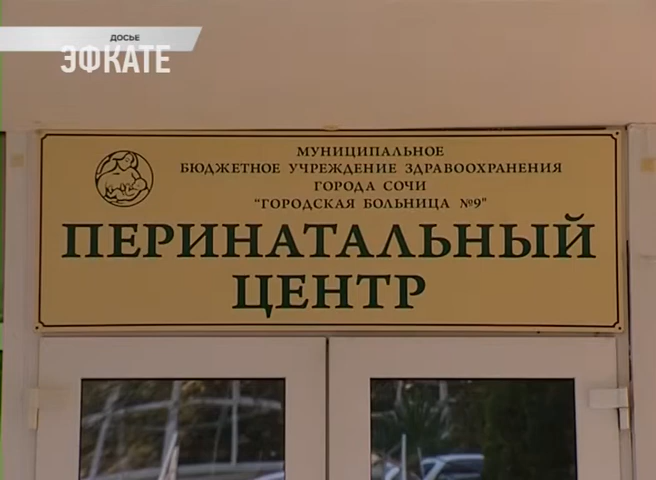 ДОСЬЕ
ЭФКАТЕ
МУНИЦИПАЛЬНОЕ
БЮДЖЕТНОЕ УЧРЕЖДЕНИЕ ЗДРАВООХРАНЕНИЯ
ГОРОДА СОЧИ
"ГОРОДСКАЯ БОЛЬНИЦА №9"
ПЕРИНАТАЛЬНЫЙ
ЦЕНТР